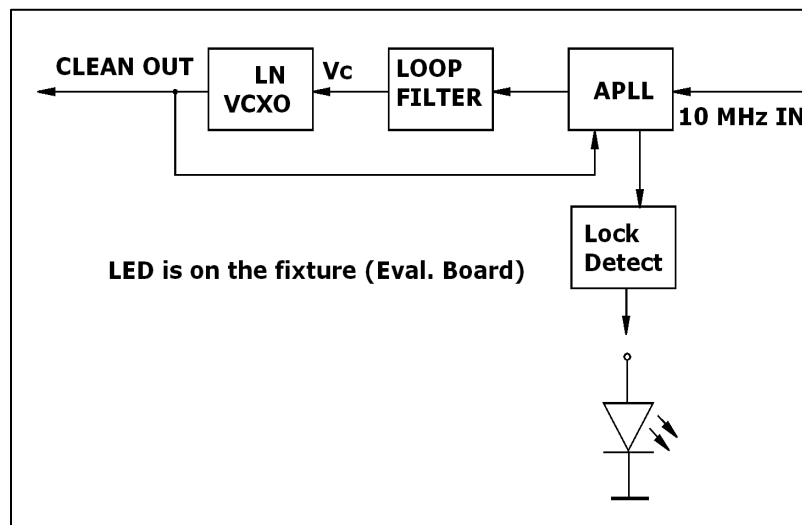 CLEAN OUT
LN
VCXO
Vc
LOOP
FILTER
APLL
10 MHz IN
Lock
Detect
LED is on the fixture (Eval. Board)